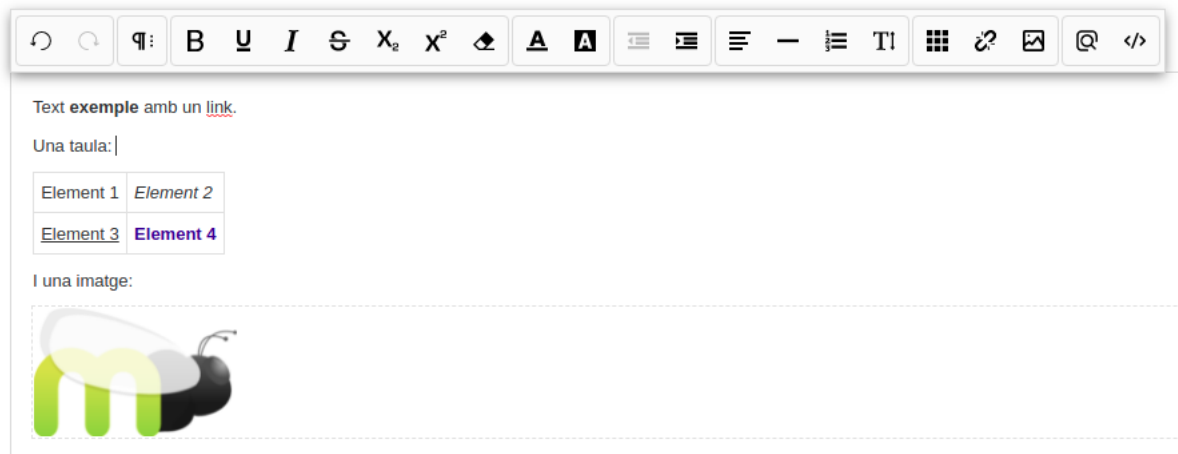 Text exemple amb un link.
Una taula:
Element 1 Element 2
Element 3 Element 4
I una imatge:
m